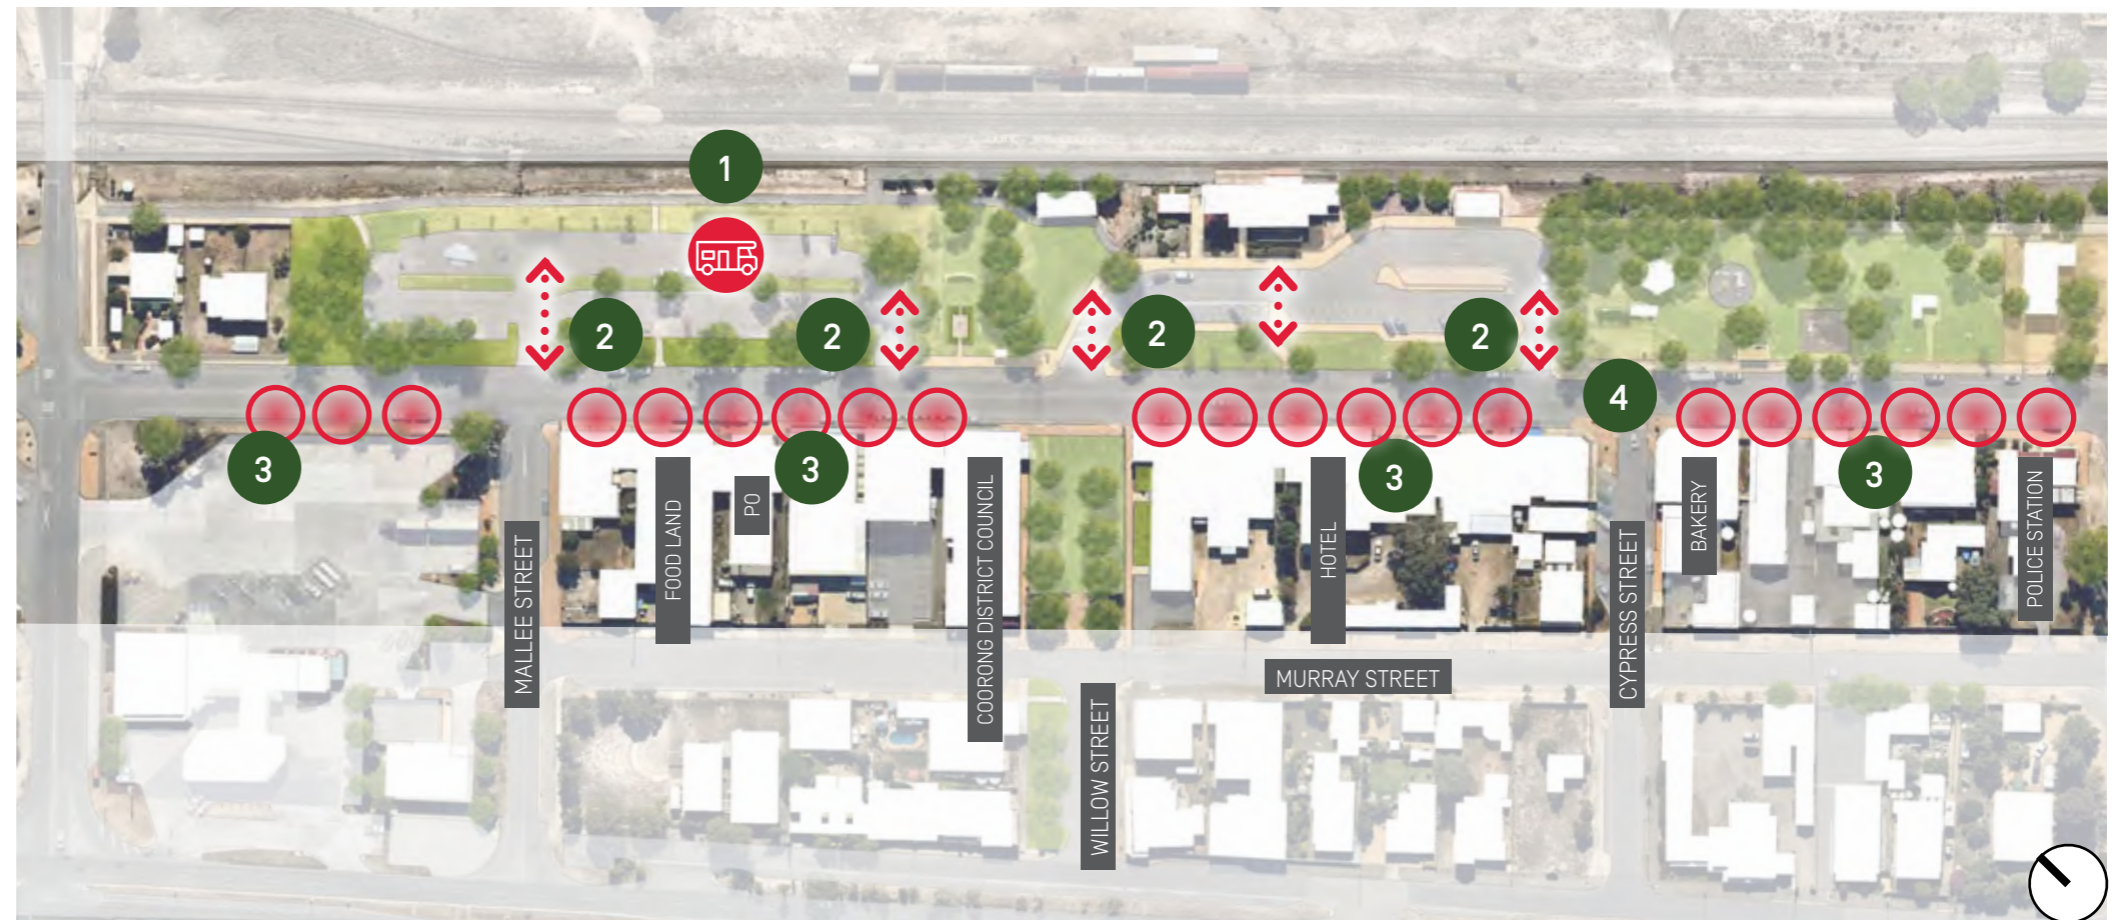 1
2
2
2
2
4
3
3
3
3
FOOD LAND
PO
COORONG DISTRICT COUNCIL
HOTEL
BAKERY
POLICE STATION
MALLEE STREET
CYPRESS STREET
MURRAY STREET
WILLOW STREET